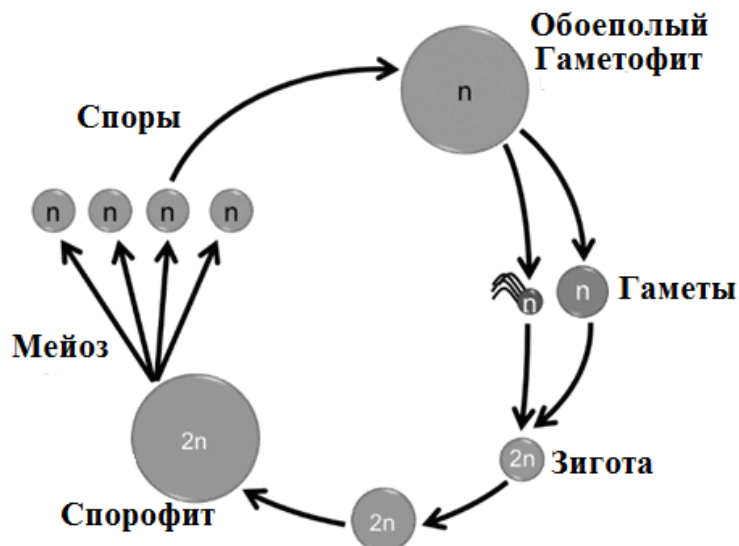 Обоеполый
Гаметофит
n
Споры
n n n n
n n Гаметы
Мейоз
2n
2n Зигота
Спорофит
2n